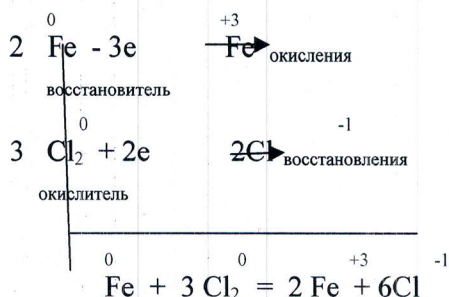 0 +3
2 Fe - 3e Fe окисления
восстановитель
0 -1
3 Cl₂ + 2e 2Cl восстановления
окислитель
0 0 +3 -1
Fe + 3 Cl₂ = 2 Fe + 6Cl